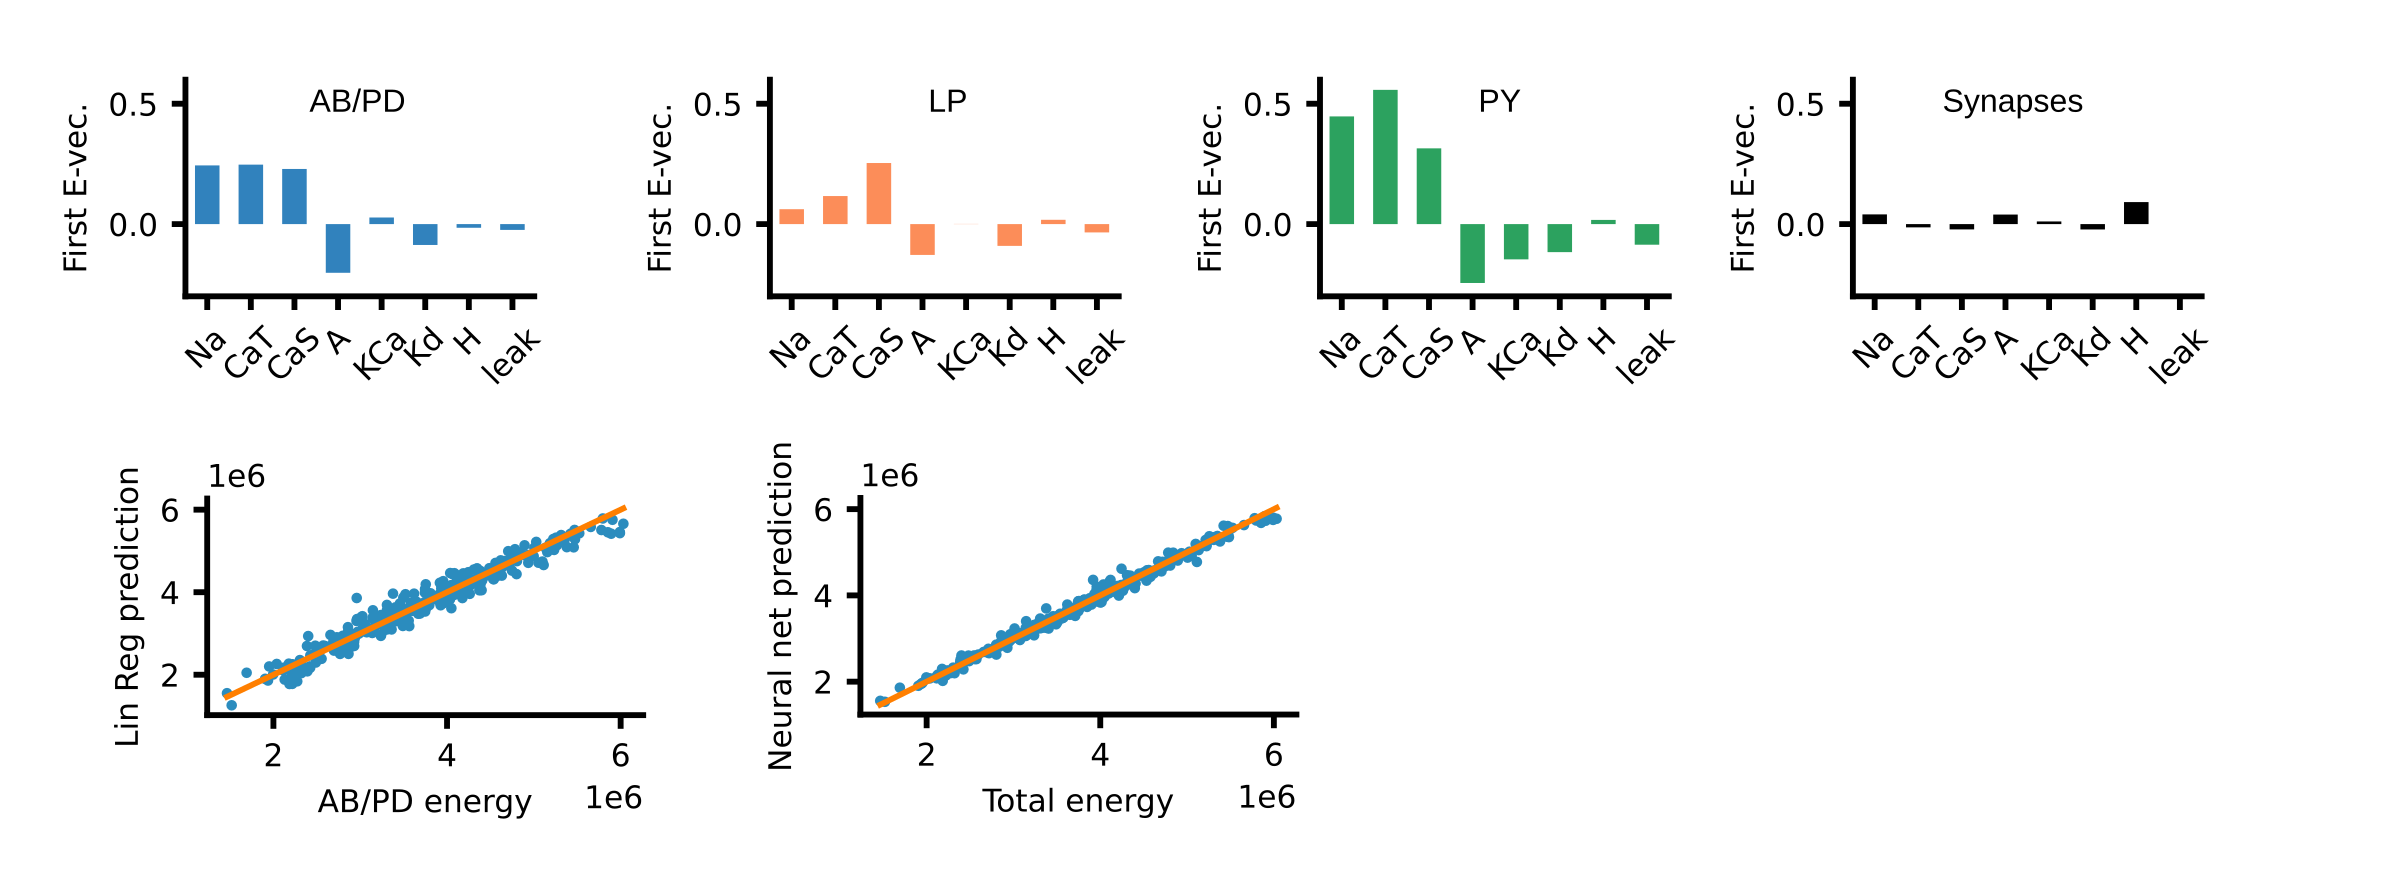 AB/PD
First E-vec.
0.5
0.0
Na
CaT
CaS
A
KCa
Kd
H
leak
LP
First E-vec.
0.5
0.0
Na
CaT
CaS
A
KCa
Kd
H
leak
PY
First E-vec.
0.5
0.0
Na
CaT
CaS
A
KCa
Kd
H
leak
Synapses
First E-vec.
0.5
0.0
Na
CaT
CaS
A
KCa
Kd
H
leak
Lin Reg prediction
1e6
6
4
2
2
4
6
AB/PD energy
1e6
Neural net prediction
1e6
6
4
2
2
4
6
Total energy
1e6